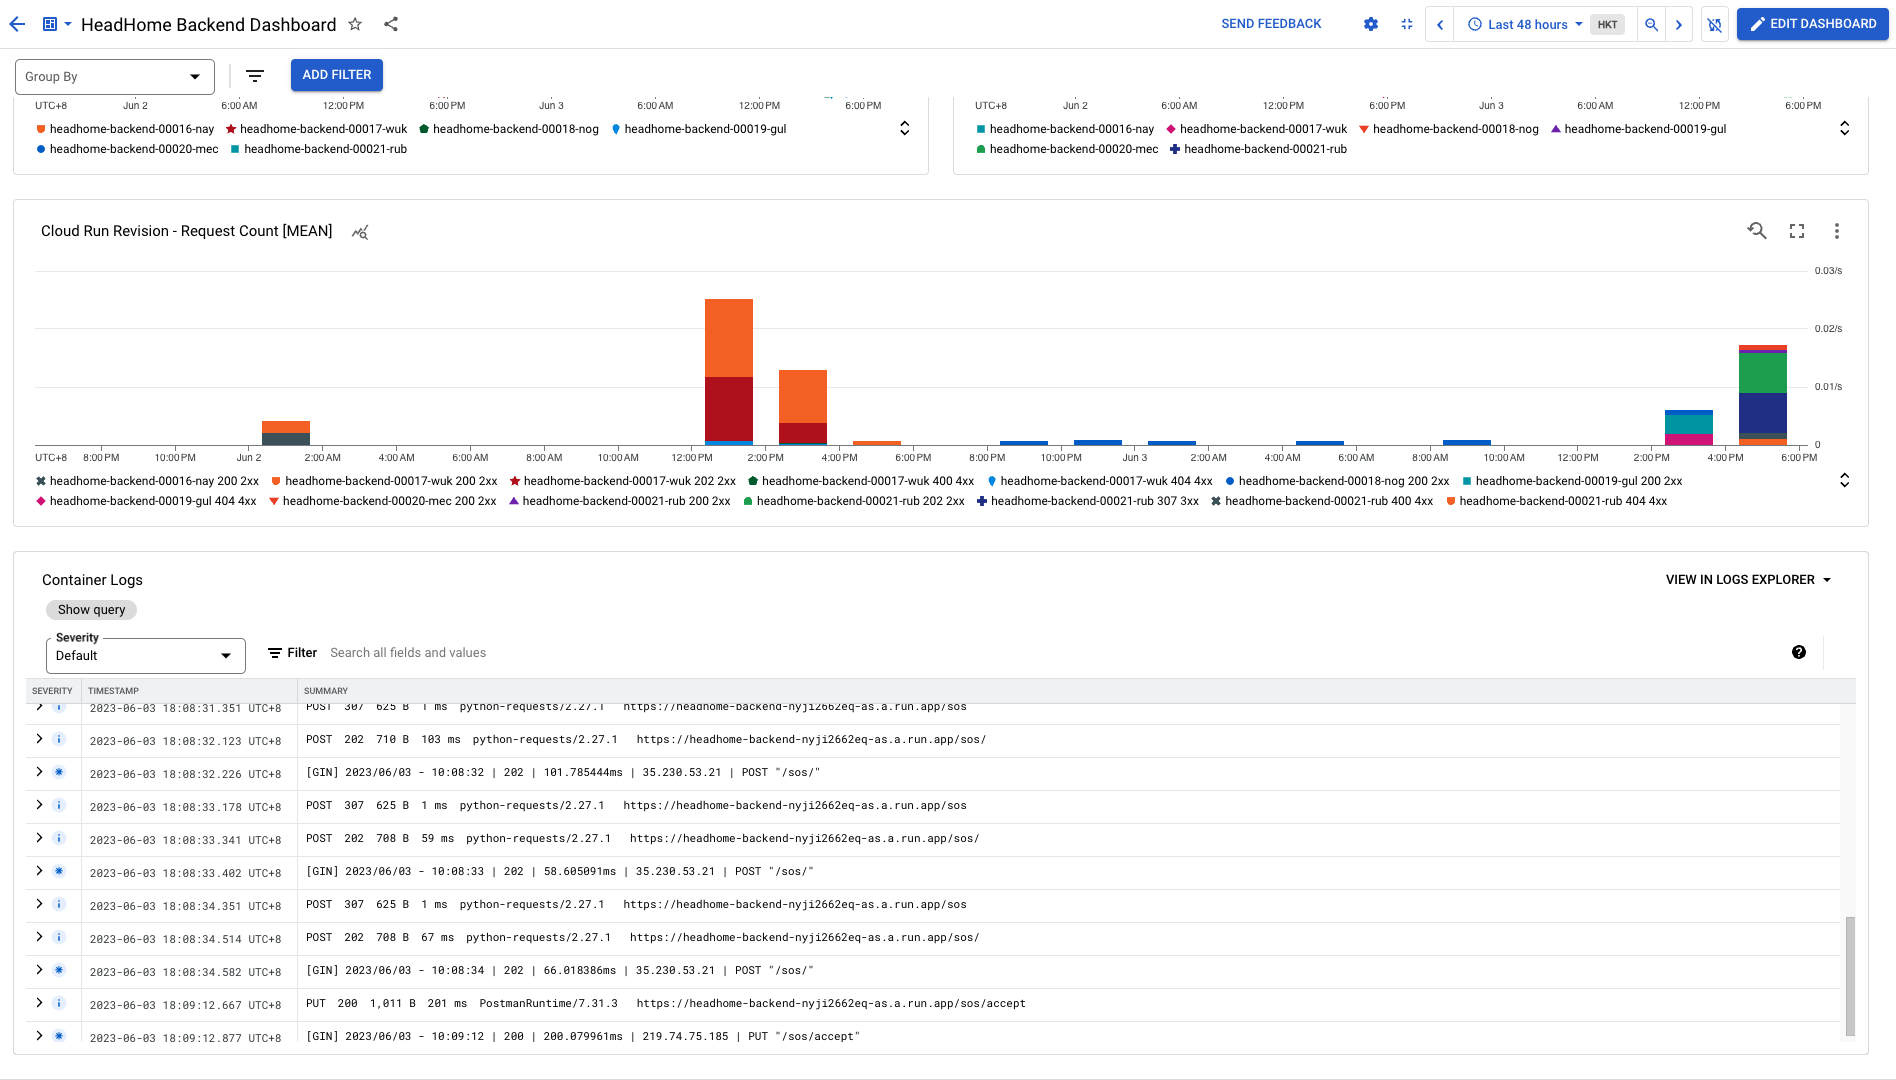 HeadHome Backend Dashboard
SEND FEEDBACK
Last 48 hours HKT
EDIT DASHBOARD
Group By
ADD FILTER
UTC+8 Jun 2 6:00 AM 12:00 PM 6:00 PM Jun 3 6:00 AM 12:00 PM 6:00 PM
headhome-backend-00016-nay headhome-backend-00017-wuk headhome-backend-00018-nog headhome-backend-00019-gul
headhome-backend-00020-mec headhome-backend-00021-rub
UTC+8 Jun 2 6:00 AM 12:00 PM 6:00 PM Jun 3 6:00 AM 12:00 PM 6:00 PM
headhome-backend-00016-nay headhome-backend-00017-wuk headhome-backend-00018-nog headhome-backend-00019-gul
headhome-backend-00020-mec headhome-backend-00021-rub
Cloud Run Revision - Request Count [MEAN]
0.03/s
0.02/s
0.01/s
0
UTC+8 8:00 PM 10:00 PM Jun 2 2:00 AM 4:00 AM 6:00 AM 8:00 AM 10:00 AM 12:00 PM 2:00 PM 4:00 PM 6:00 PM 8:00 PM 10:00 PM Jun 3 2:00 AM 4:00 AM 6:00 AM 8:00 AM 10:00 AM 12:00 PM 2:00 PM 4:00 PM 6:00 PM
headhome-backend-00016-nay 200 2xx headhome-backend-00017-wuk 200 2xx headhome-backend-00017-wuk 202 2xx headhome-backend-00017-wuk 400 4xx headhome-backend-00017-wuk 404 4xx headhome-backend-00018-nog 200 2xx headhome-backend-00019-gul 200 2xx
headhome-backend-00019-gul 404 4xx headhome-backend-00020-mec 200 2xx headhome-backend-00021-rub 200 2xx headhome-backend-00021-rub 202 2xx headhome-backend-00021-rub 307 3xx headhome-backend-00021-rub 400 4xx headhome-backend-00021-rub 404 4xx
Container Logs
VIEW IN LOGS EXPLORER
Show query
Severity
Default
Filter Search all fields and values
SEVERITY TIMESTAMP SUMMARY
2023-06-03 18:08:31.351 UTC+8 POST 307 625 B 1 ms python-requests/2.27.1 https://headhome-backend-nyji2662eq-as.a.run.app/sos
2023-06-03 18:08:32.123 UTC+8 POST 202 710 B 103 ms python-requests/2.27.1 https://headhome-backend-nyji2662eq-as.a.run.app/sos/
2023-06-03 18:08:32.226 UTC+8 [GIN] 2023/06/03 - 10:08:32 | 202 | 101.785444ms | 35.230.53.21 | POST "/sos/"
2023-06-03 18:08:33.178 UTC+8 POST 307 625 B 1 ms python-requests/2.27.1 https://headhome-backend-nyji2662eq-as.a.run.app/sos
2023-06-03 18:08:33.341 UTC+8 POST 202 708 B 59 ms python-requests/2.27.1 https://headhome-backend-nyji2662eq-as.a.run.app/sos/
2023-06-03 18:08:33.402 UTC+8 [GIN] 2023/06/03 - 10:08:33 | 202 | 58.605091ms | 35.230.53.21 | POST "/sos/"
2023-06-03 18:08:34.351 UTC+8 POST 307 625 B 1 ms python-requests/2.27.1 https://headhome-backend-nyji2662eq-as.a.run.app/sos
2023-06-03 18:08:34.514 UTC+8 POST 202 708 B 67 ms python-requests/2.27.1 https://headhome-backend-nyji2662eq-as.a.run.app/sos/
2023-06-03 18:08:34.582 UTC+8 [GIN] 2023/06/03 - 10:08:34 | 202 | 66.018386ms | 35.230.53.21 | POST "/sos/"
2023-06-03 18:09:12.667 UTC+8 PUT 200 1,011 B 201 ms PostmanRuntime/7.31.3 https://headhome-backend-nyji2662eq-as.a.run.app/sos/accept
2023-06-03 18:09:12.877 UTC+8 [GIN] 2023/06/03 - 10:09:12 | 200 | 200.079961ms | 219.74.75.185 | PUT "/sos/accept"